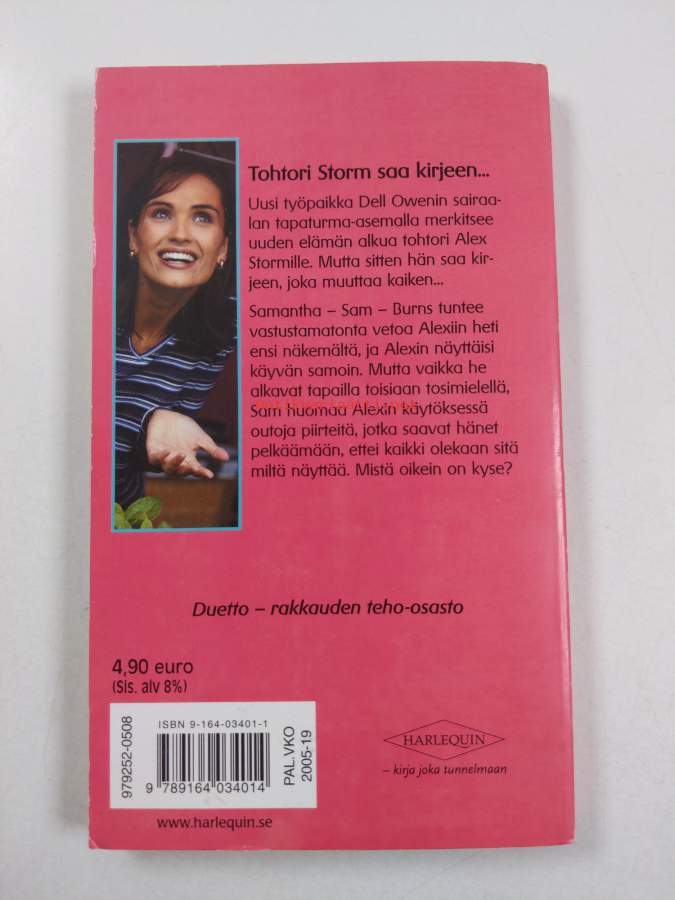 Tohtori Storm saa kirjeen...
Uusi työpaikka Dell Owenin sairaa-
lan tapaturma-asemalla merkitsee
uuden elämän alkua tohtori Alex
Stormille. Mutta sitten hän saa kir-
jeen, joka muuttaa kaiken...
Samantha – Sam – Burns tuntee
vastustamatonta vetoa Alexiin heti
ensi näkemältä, ja Alexin näyttäisi
käyvän samoin. Mutta vaikka he
alkavat tapailla toisiaan tosimielellä,
Sam huomaa Alexin käytöksessä
outoja piirteitä, jotka saavat hänet
pelkäämään, ettei kaikki olekaan sitä
miltä näyttää. Mistä oikein on kyse?
Duetto – rakkauden teho-osasto
4,90 euro
(Sis. alv 8%)
979252-0508
ISBN 9-164-03401-1
9 789164 034014
PAL.VKO
2005-19
www.harlequin.se
HARLEQUIN
– kirja joka tunnelmaan